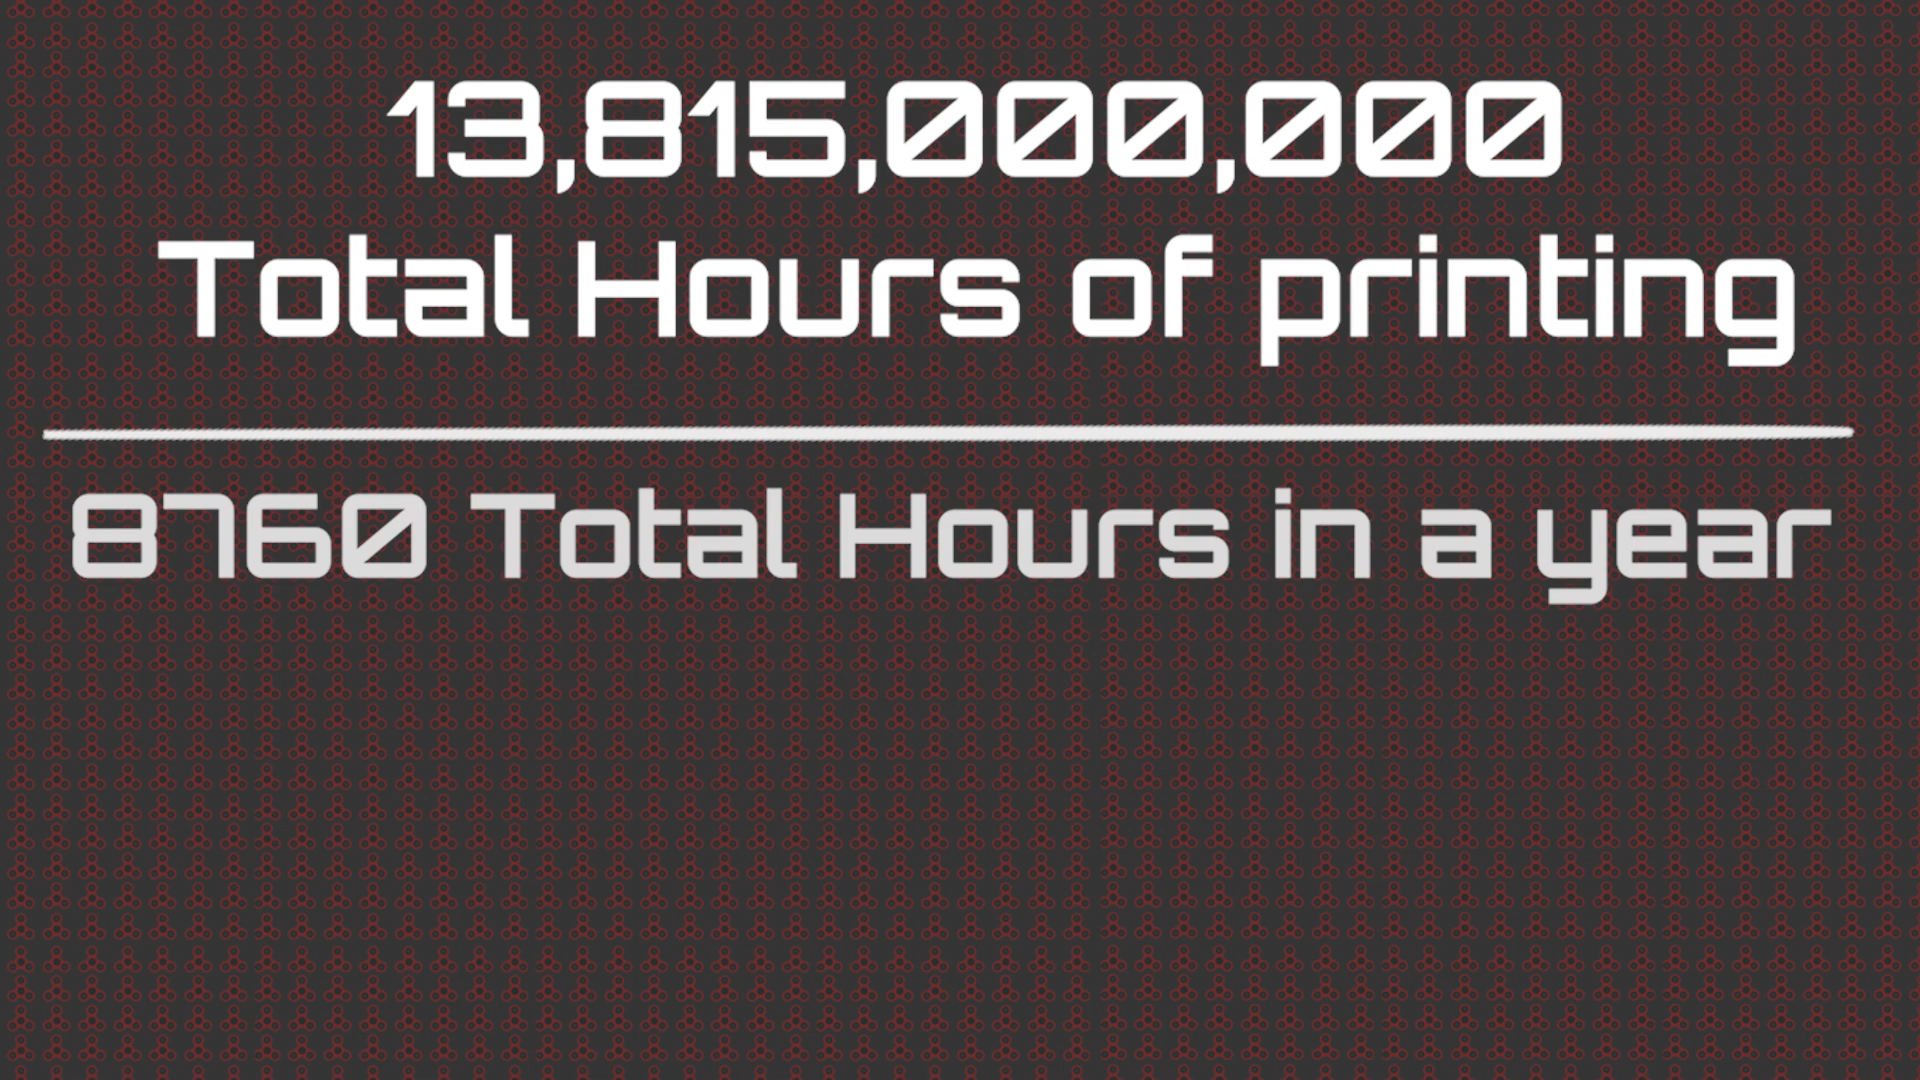 13,815,000,000
Total Hours of printing
8760 Total Hours in a year